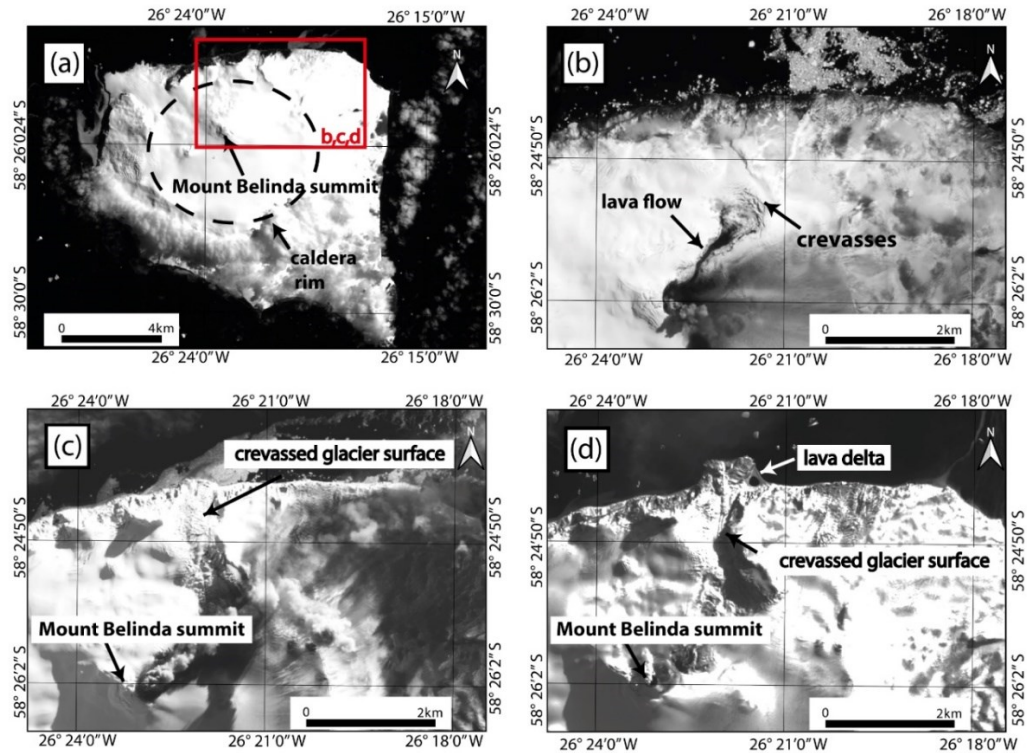 26° 24'0"W
26° 15'0"W
(a)
N
58° 26'024"S
58° 26'024"S
b,c,d
Mount Belinda summit
caldera
rim
58° 30'0"S
58° 30'0"S
0
4km
26° 24'0"W
26° 15'0"W
26° 24'0"W
26° 21'0"W
26° 18'0"W
(b)
N
58° 24'50"S
58° 24'50"S
lava flow
crevasses
58° 26'2"S
58° 26'2"S
0
2km
26° 24'0"W
26° 21'0"W
26° 18'0"W
26° 24'0"W
26° 21'0"W
26° 18'0"W
(c)
N
crevassed glacier surface
58° 24'50"S
58° 24'50"S
Mount Belinda summit
58° 26'2"S
58° 26'2"S
0
2km
26° 24'0"W
26° 21'0"W
26° 18'0"W
26° 24'0"W
26° 21'0"W
26° 18'0"W
(d)
N
lava delta
58° 24'50"S
58° 24'50"S
crevassed glacier surface
Mount Belinda summit
58° 26'2"S
58° 26'2"S
0
2km
26° 24'0"W
26° 21'0"W
26° 18'0"W